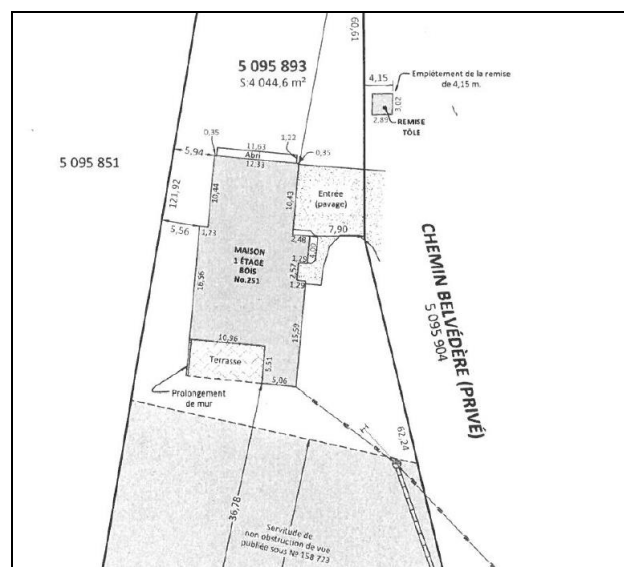 60,61
5 095 893
S:4 044,6 m²
4,15
Empiètement de la remise
de 4,15 m.
3,02
2,89
REMISE
TÔLE
5 095 851
0,35
11,63
1,22
Abri
12,33
0,35
5,94
121,92
10,44
10,43
Entrée
(pavage)
7,90
5,56
1,73
2,48
4,00
MAISON
1 ÉTAGE
BOIS
No.251
1,25
2,57
1,29
16,56
15,59
CHEMIN BELVÉDÈRE (PRIVÉ)
5 095 904
10,96
Terrasse
5,51
5,06
Prolongement
de mur
62,24
36,78
Servitude de
non obstruction de vue
publiée sous Nº 158 723